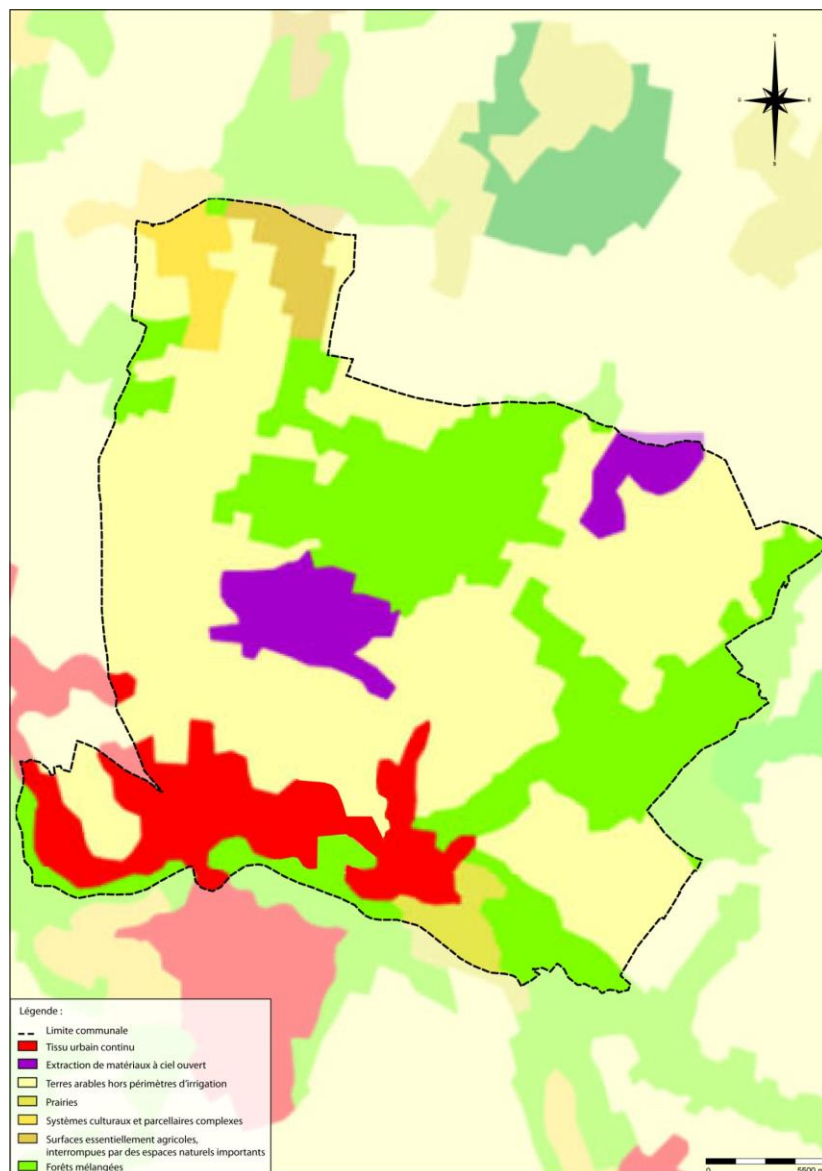 N
S
E
Légende :
Limite communale
Tissu urbain continu
Extraction de matériaux à ciel ouvert
Terres arables hors périmètres d'irrigation
Prairies
Systèmes culturaux et parcellaires complexes
Surfaces essentiellement agricoles,
interrompues par des espaces naturels importants
Forêts mélangées
0 5500 m